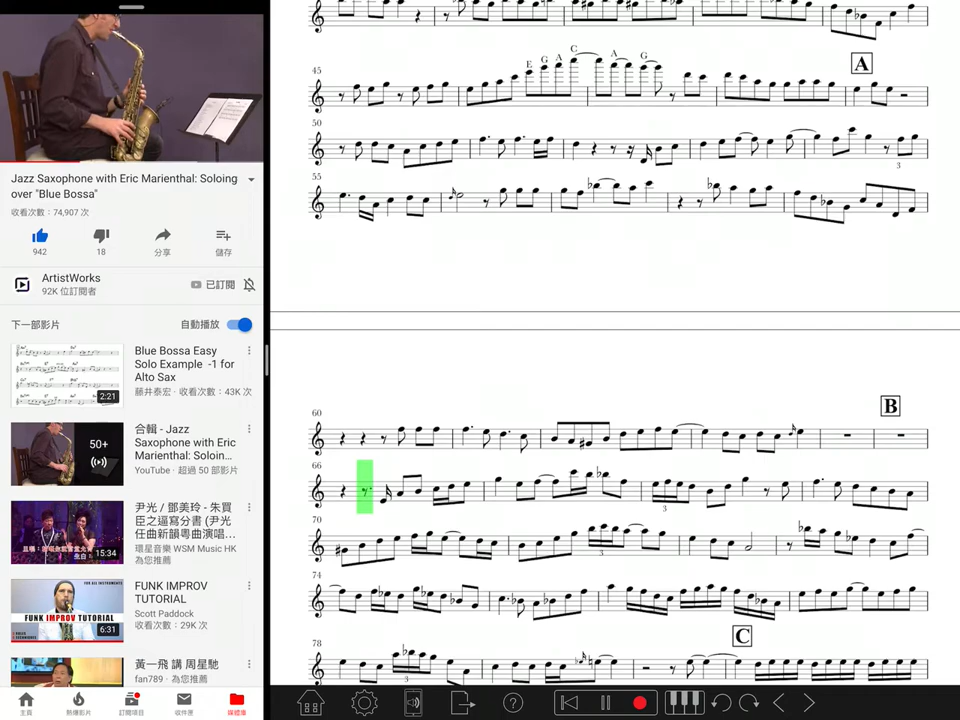 Jazz Saxophone with Eric Marienthal: Soloing
over "Blue Bossa"
收看次數：74,907 次
942
18
分享
儲存
ArtistWorks
92K 位訂閱者
已訂閱
下一部影片
自動播放
Blue Bossa Easy
Solo Example -1 for
Alto Sax
藤井泰宏 · 收看次數：43K 次
2:21
合輯 - Jazz
Saxophone with Eric
Marienthal: Soloin...
YouTube · 超過 50 部影片
50+
尹光 / 鄧美玲 - 朱買
臣之逼寫分書 (尹光
任曲新韻粵曲演唱...
環星音樂 WSM Music HK
為您推薦
15:34
FUNK IMPROV
TUTORIAL
Scott Paddock
收看次數：29K 次
FOR ALL INSTRUMENTS
FUNK IMPROV TUTORIAL
6:31
黃一飛 講 周星馳
fan789 · 為您推薦
主頁
熱爆影片
訂閱項目
收件匣
媒體庫
45
E G A C A G
A
50
3
55
60
B
66
3
70
3
74
C
78
3